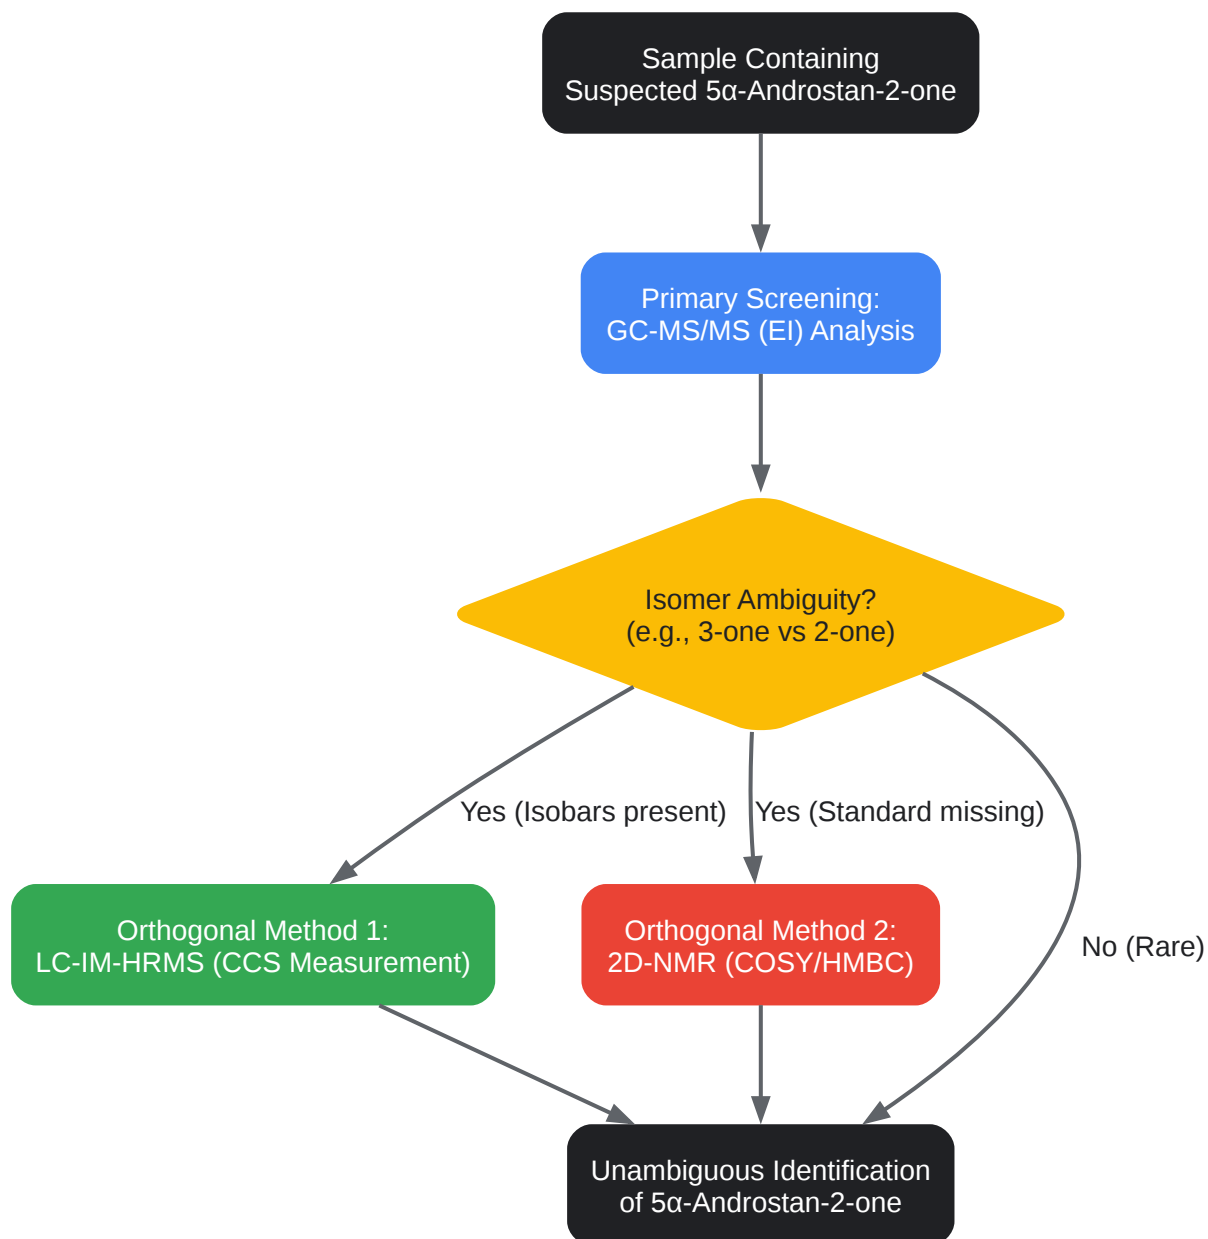 Sample Containing
Suspected 5α-Androstan-2-one
Primary Screening:
GC-MS/MS (EI) Analysis
Isomer Ambiguity?
(e.g., 3-one vs 2-one)
Yes (Isobars present)
Yes (Standard missing)
Orthogonal Method 1:
LC-IM-HRMS (CCS Measurement)
Orthogonal Method 2:
2D-NMR (COSY/HMBC)
No (Rare)
Unambiguous Identification
of 5α-Androstan-2-one